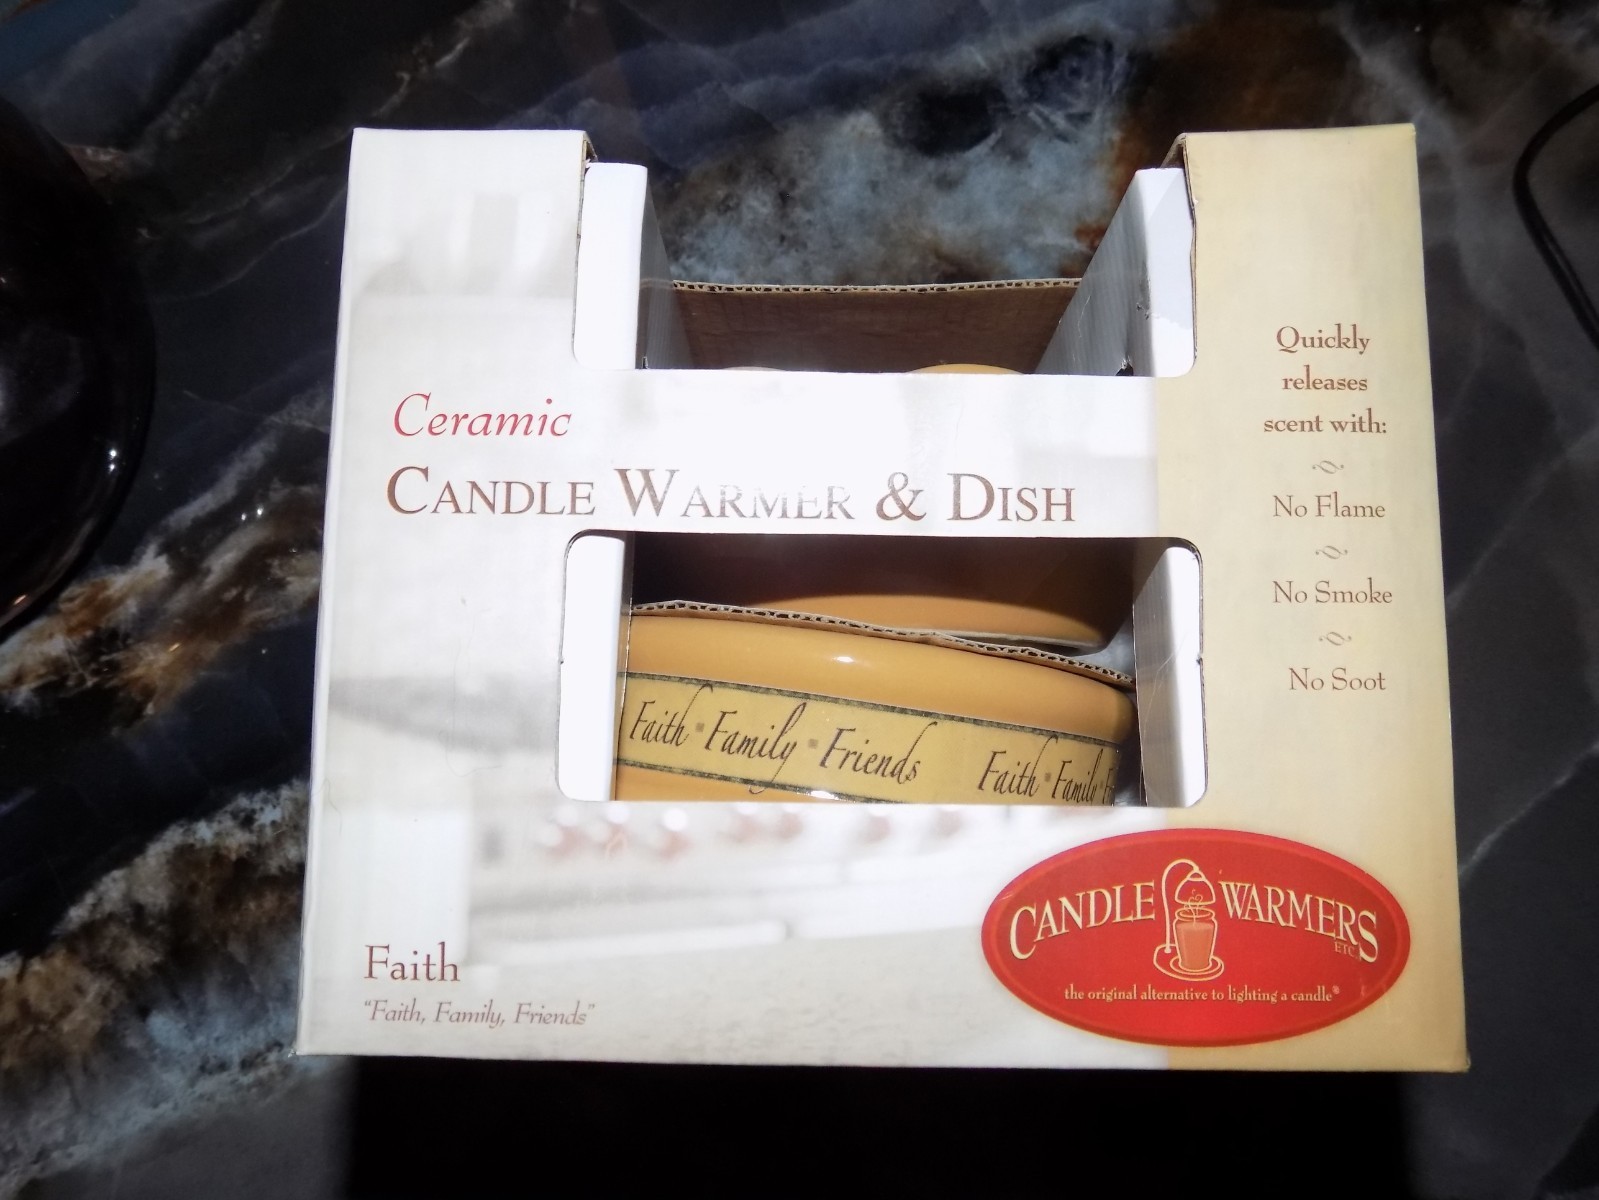 Ceramic
CANDLE WARMER & DISH
Quickly
releases
scent with:
No Flame
No Smoke
No Soot
Faith Family Friends Faith Family
Faith
"Faith, Family, Friends"
CANDLE WARMERS
ETC
the original alternative to lighting a candle®